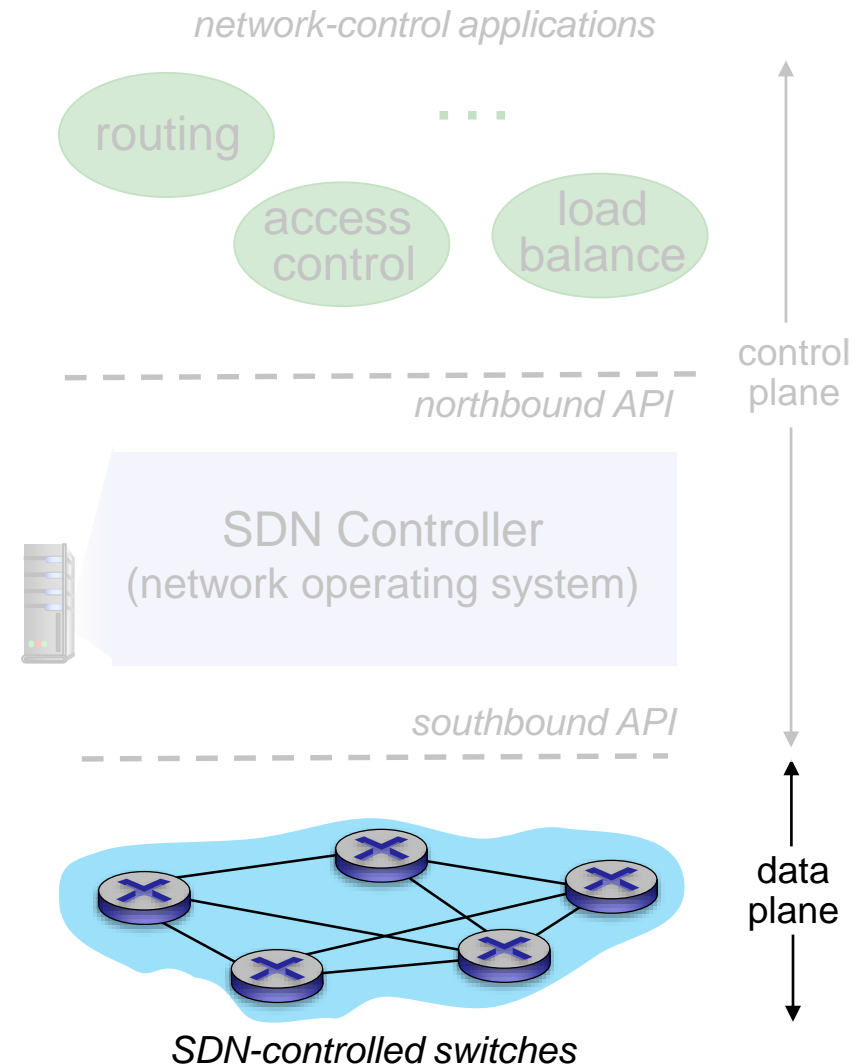 network-control applications
routing
. . .
access
control
load
balance
control
plane
northbound API
SDN Controller
(network operating system)
southbound API
data
plane
SDN-controlled switches